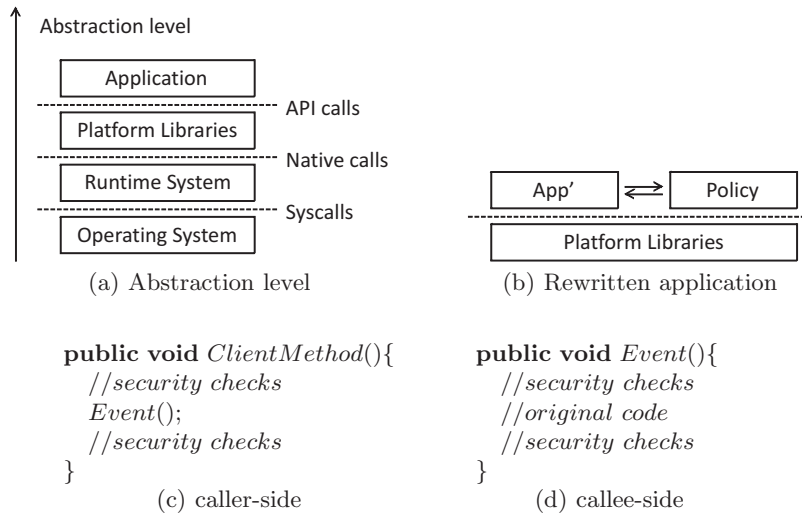 Abstraction level
Application
API calls
Platform Libraries
Native calls
Runtime System
Syscalls
Operating System
(a) Abstraction level
App'
Policy
Platform Libraries
(b) Rewritten application
public void ClientMethod(){
//security checks
Event();
//security checks
}
(c) caller-side
public void Event(){
//security checks
//original code
//security checks
}
(d) callee-side